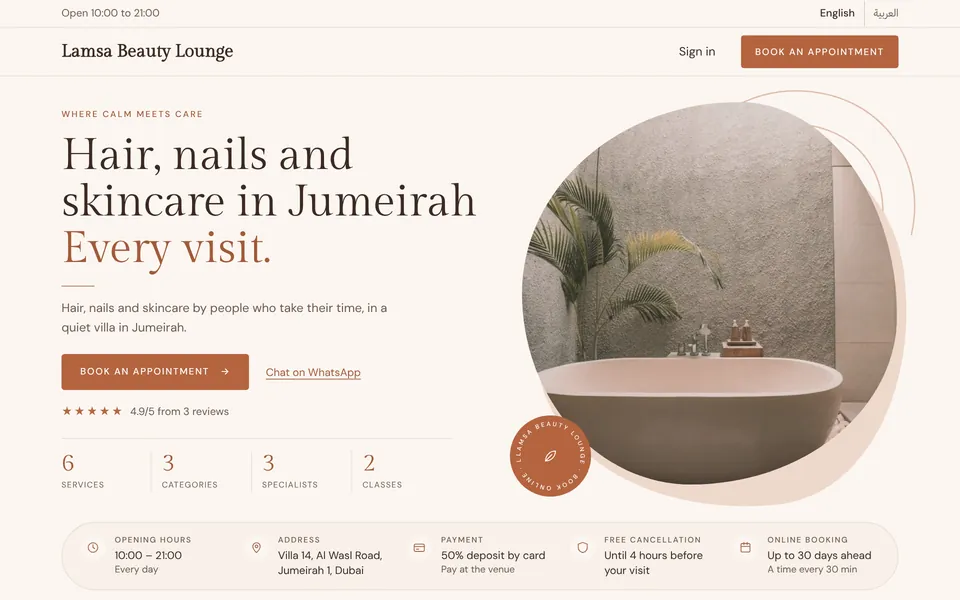 Open 10:00 to 21:00
English
العربية
Lamsa Beauty Lounge
Sign in
BOOK AN APPOINTMENT
WHERE CALM MEETS CARE
Hair, nails and
skincare in Jumeirah
Every visit.
Hair, nails and skincare by people who take their time, in a
quiet villa in Jumeirah.
BOOK AN APPOINTMENT →
Chat on WhatsApp
★★★★★ 4.9/5 from 3 reviews
6
SERVICES
3
CATEGORIES
3
SPECIALISTS
2
CLASSES
LAMSA BEAUTY LOUNGE · BOOK ONLINE · L
OPENING HOURS
10:00 – 21:00
Every day
ADDRESS
Villa 14, Al Wasl Road,
Jumeirah 1, Dubai
PAYMENT
50% deposit by card
Pay at the venue
FREE CANCELLATION
Until 4 hours before
your visit
ONLINE BOOKING
Up to 30 days ahead
A time every 30 min